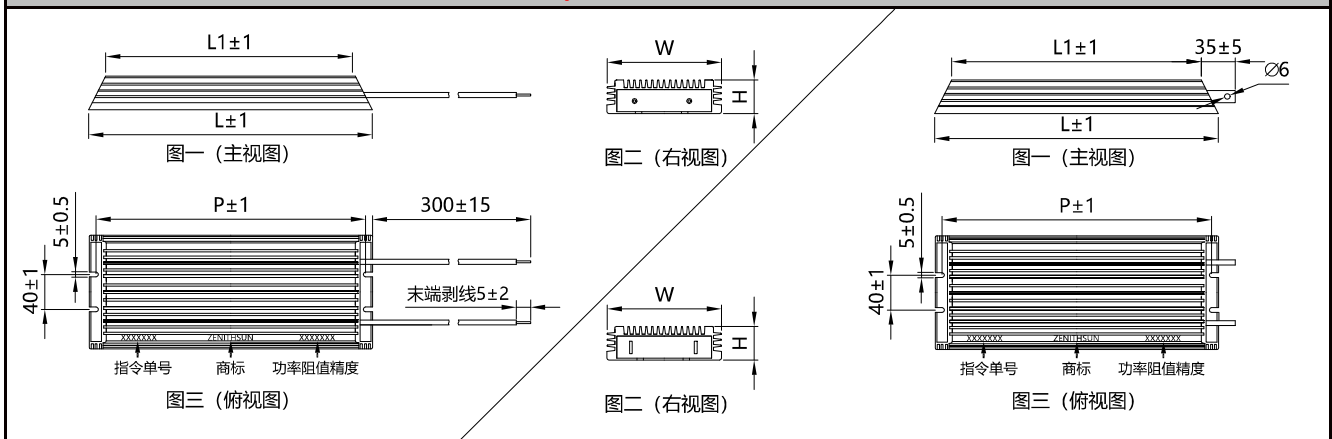 L1±1
L±1
图一（主视图）
W
H
图二（右视图）
L1±1
35±5
∅6
L±1
图一（主视图）
5±0.5
P±1
300±15
40±1
末端剥线5±2
XXXXXXX
ZENITHSUN
XXXXXXX
指令单号
商标
功率阻值精度
图三（俯视图）
W
H
图二（右视图）
5±0.5
P±1
40±1
XXXXXXX
ZENITHSUN
XXXXXXX
指令单号
商标
功率阻值精度
图三（俯视图）